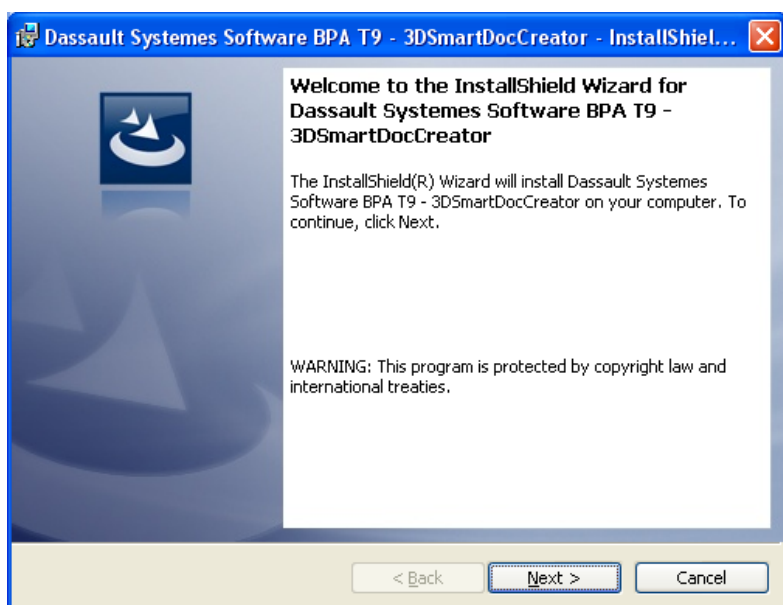 Dassault Systemes Software BPA T9 - 3DSmartDocCreator - InstallShiel...
Welcome to the InstallShield Wizard for
Dassault Systemes Software BPA T9 -
3DSmartDocCreator
The InstallShield(R) Wizard will install Dassault Systemes
Software BPA T9 - 3DSmartDocCreator on your computer. To
continue, click Next.
WARNING: This program is protected by copyright law and
international treaties.
< Back
Next >
Cancel